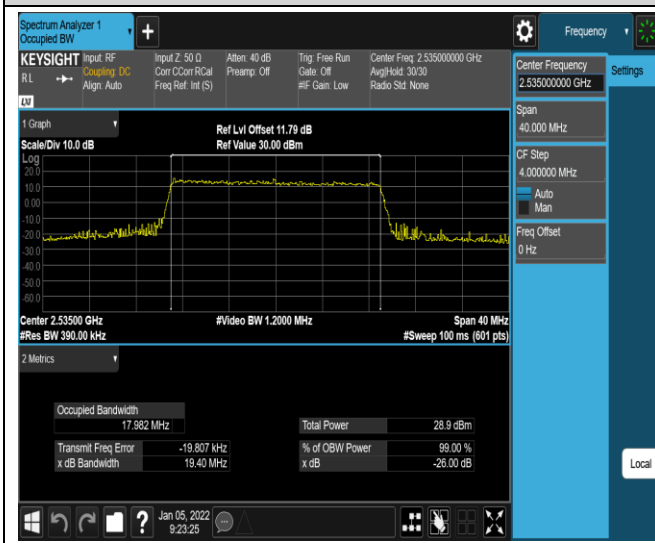 Spectrum Analyzer 1
Occupied BW
+
Frequency
KEYSIGHT
R L
LXI
Input: RF
Coupling: DC
Align: Auto
Input Z: 50 Ω
Corr CCorr RCal
Freq Ref: Int (S)
Atten: 40 dB
Preamp: Off
Trig: Free Run
Gate: Off
#IF Gain: Low
Center Freq: 2.535000000 GHz
Avg|Hold: 30/30
Radio Std: None
Center Frequency
2.535000000 GHz
Settings
Span
40.000 MHz
CF Step
4.000000 MHz
Auto
Man
Freq Offset
0 Hz
1 Graph
Scale/Div 10.0 dB
Ref Lvl Offset 11.79 dB
Ref Value 30.00 dBm
Log
20.0
10.0
0.00
-10.0
-20.0
-30.0
-40.0
-50.0
-60.0
Center 2.53500 GHz
#Video BW 1.2000 MHz
Span 40 MHz
#Res BW 390.00 kHz
#Sweep 100 ms (601 pts)
2 Metrics
Occupied Bandwidth
17.982 MHz
Total Power 28.9 dBm
Transmit Freq Error -19.807 kHz
% of OBW Power 99.00 %
x dB Bandwidth 19.40 MHz
x dB -26.00 dB
Local
?
Jan 05, 2022
9:23:25